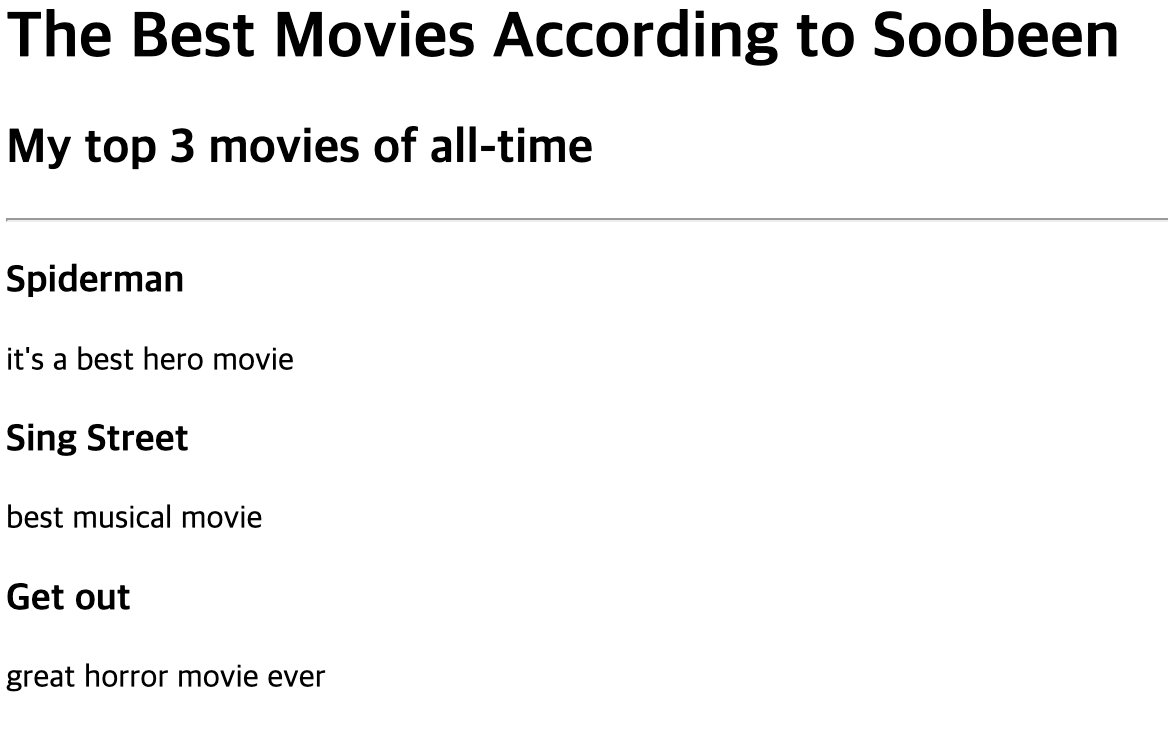 The Best Movies According to Soobeen
My top 3 movies of all-time
Spiderman
it's a best hero movie
Sing Street
best musical movie
Get out
great horror movie ever